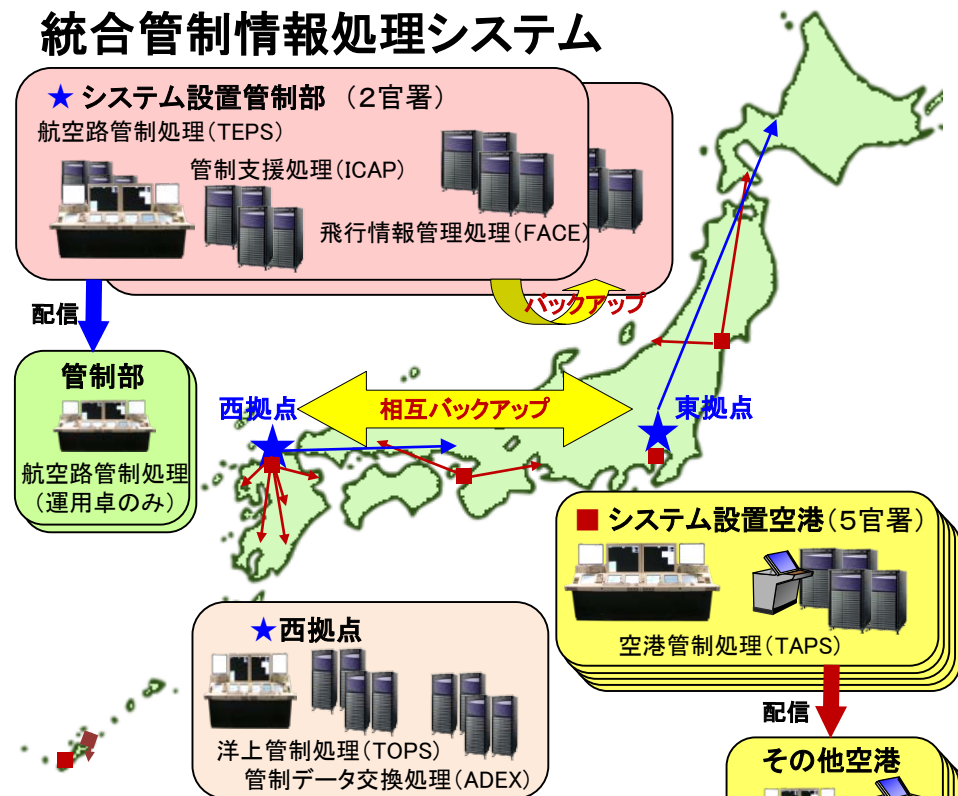 統合管制情報処理システム
★ システム設置管制部 （２官署）
航空路管制処理(TEPS)
管制支援処理(ICAP)
飛行情報管理処理(FACE)
バックアップ
配信
管制部
航空路管制処理
(運用卓のみ)
西拠点
相互バックアップ
東拠点
■ システム設置空港(５官署)
空港管制処理(TAPS)
配信
その他空港
★西拠点
洋上管制処理(TOPS)
管制データ交換処理(ADEX)